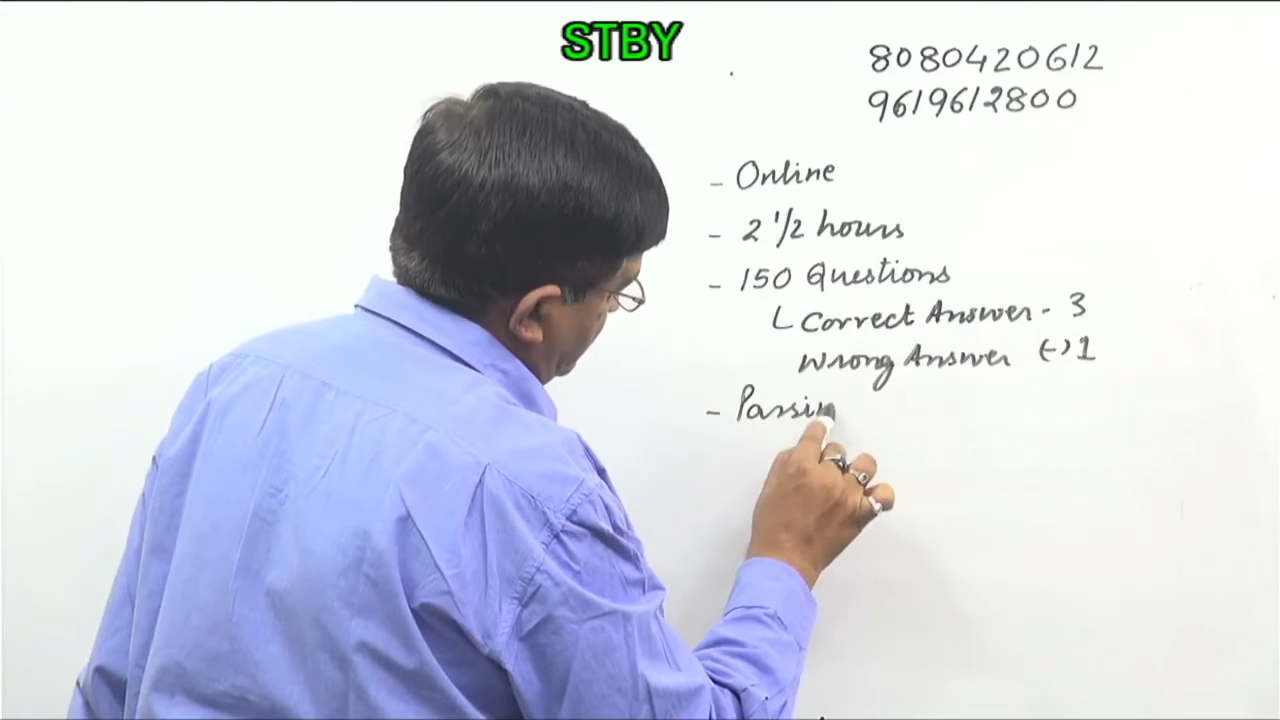 STBY
8080420612
9619612800
- Online
- 2 1/2 hours
- 150 Questions
Correct Answer - 3
Wrong Answer (-) 1
- Passin